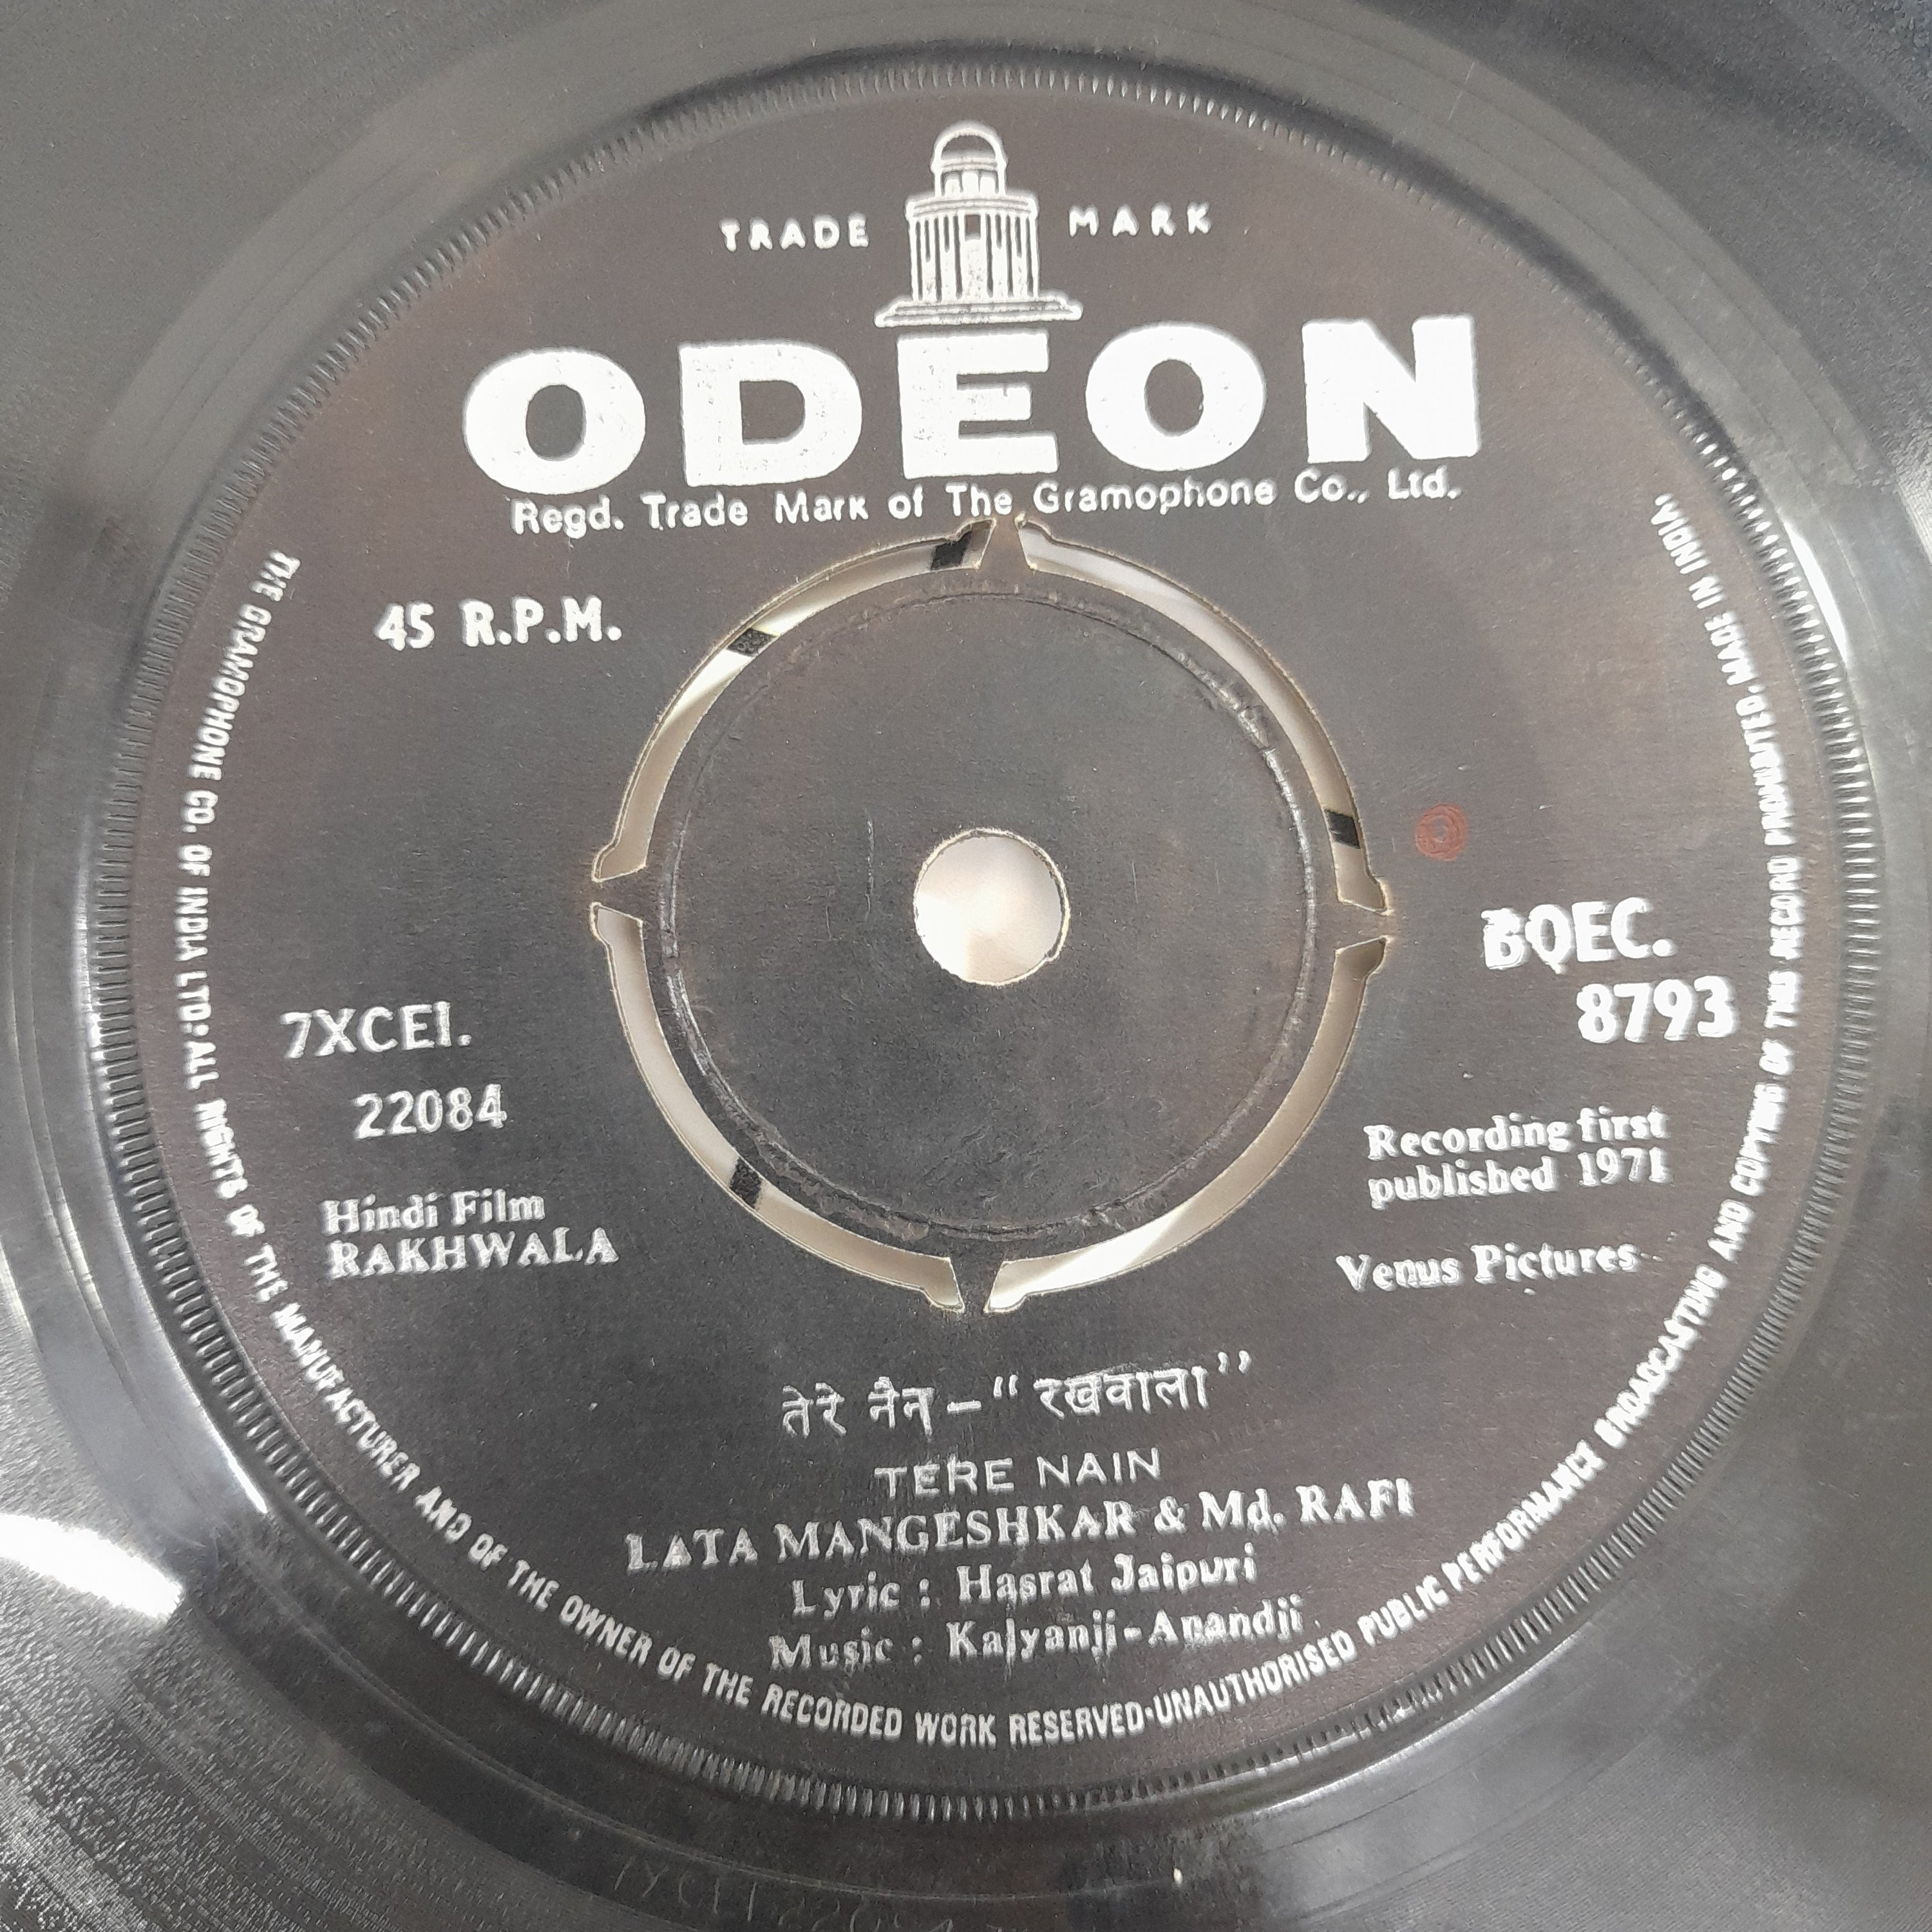 TRADE MARK
ODEON
Regd. Trade Mark of The Gramophone Co., Ltd.
45 R.P.M.
BQEC.
8793
7XCEI.
22084
Recording first
published 1971
Hindi Film
RAKHWALA
Venus Pictures
तेरे नैन – “रखवाला”
TERE NAIN
LATA MANGESHKAR & Md. RAFI
Lyric : Hasrat Jaipuri
Music : Kalyanji-Anandji
THE GRAMOPHONE CO. OF INDIA LTD: ALL RIGHTS OF THE MANUFACTURER AND OF THE OWNER OF THE RECORDED WORK RESERVED·UNAUTHORISED PUBLIC PERFORMANCE BROADCASTING AND COPYING OF THIS RECORD PROHIBITED. MADE IN INDIA.